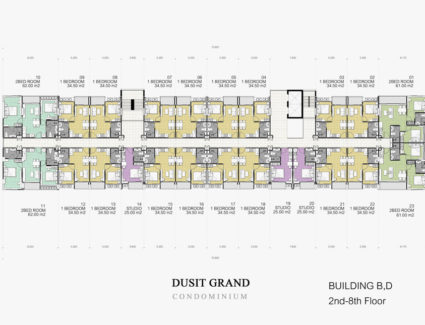 10 09 08 07 06 05 04 03 02 01
2BED ROOM 1 BEDROOM 1 BEDROOM 1 BEDROOM 1 BEDROOM 1 BEDROOM 1 BEDROOM 1 BEDROOM 1 BEDROOM 2BED ROOM
62.00 m2 34.50 m2 34.50 m2 34.50 m2 34.50 m2 34.50 m2 34.50 m2 34.50 m2 34.50 m2 61.00 m2
11 12 13 14 15 16 17 18 19 20 21 22 23
2BED ROOM 1 BEDROOM 1 BEDROOM STUDIO 1 BEDROOM 1 BEDROOM 1 BEDROOM 1 BEDROOM STUDIO STUDIO 1 BEDROOM 1 BEDROOM 2BED ROOM
62.00 m2 34.50 m2 34.50 m2 25.00 m2 34.50 m2 34.50 m2 34.50 m2 34.50 m2 25.00 m2 25.00 m2 34.50 m2 34.50 m2 61.00 m2
DUSIT GRAND
CONDOMINIUM
BUILDING B,D
2nd-8th Floor